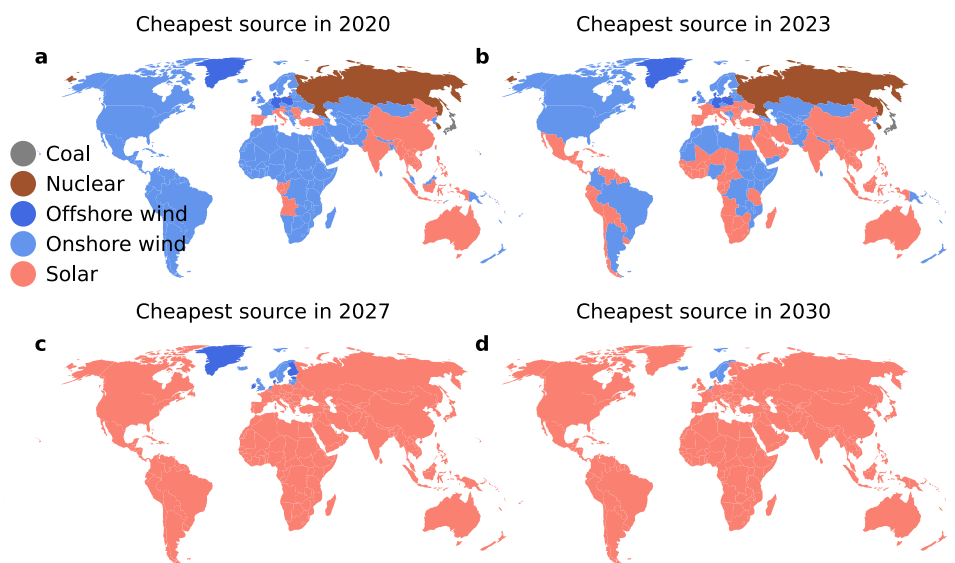 Cheapest source in 2020
Cheapest source in 2023
a
b
Coal
Nuclear
Offshore wind
Onshore wind
Solar
Cheapest source in 2027
Cheapest source in 2030
c
d